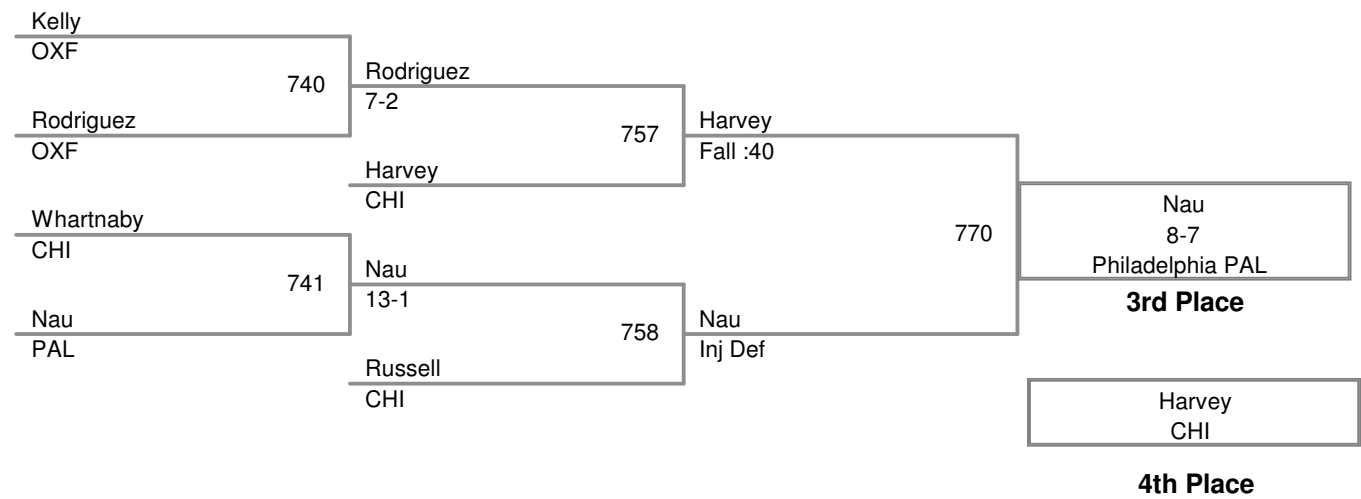 Kelly
OXF
740
Rodriguez
7-2
Rodriguez
OXF
757
Harvey
Fall :40
Harvey
CHI
Whartnaby
CHI
770
Nau
8-7
Philadelphia PAL
3rd Place
741
Nau
13-1
Nau
PAL
758
Nau
Inj Def
Russell
CHI
Harvey
CHI
4th Place